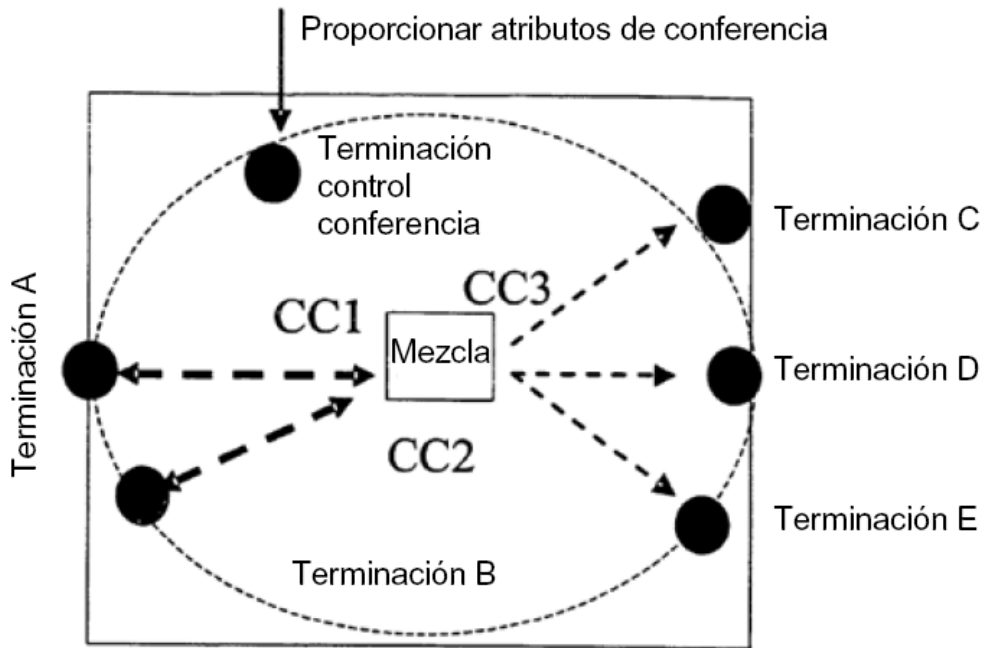 Proporcionar atributos de conferencia
Terminación
control
conferencia
Terminación C
Terminación A
CC1
CC3
Mezcla
Terminación D
CC2
Terminación E
Terminación B